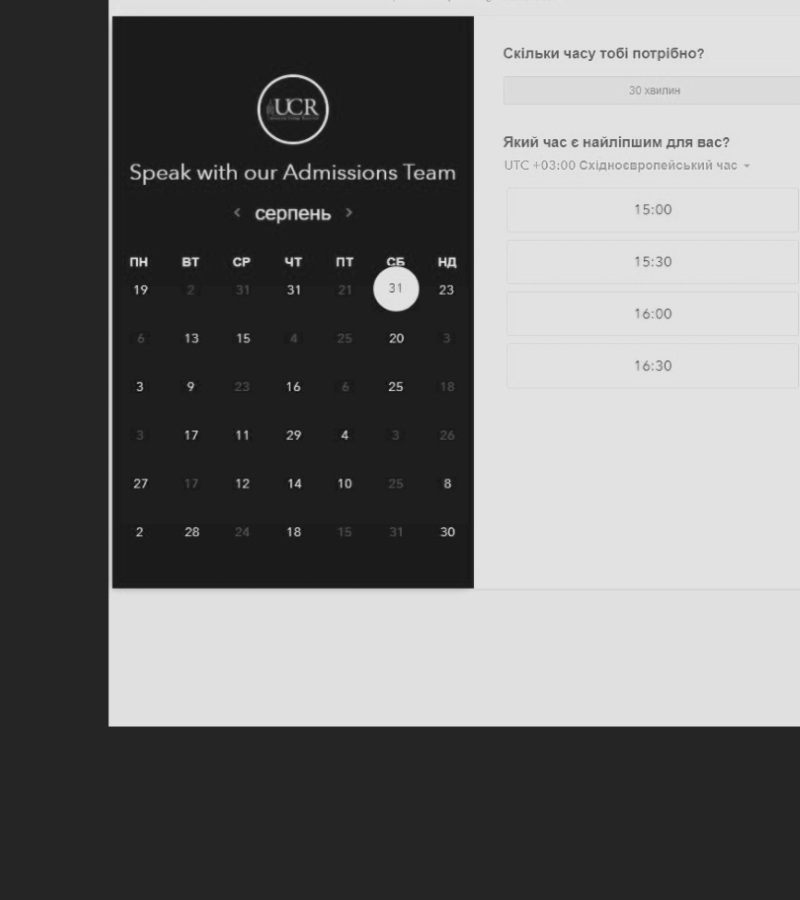 UCR
Speak with our Admissions Team
‹ серпень ›
ПН ВТ СР ЧТ ПТ СБ НД
19 2 31 31 21 31 23
6 13 15 4 25 20 3
3 9 23 16 6 25 18
3 17 11 29 4 3 26
27 17 12 14 10 25 8
2 28 24 18 15 31 30
Скільки часу тобі потрібно?
30 хвилин
Який час є найліпшим для вас?
UTC +03:00 Східноєвропейський час
15:00
15:30
16:00
16:30